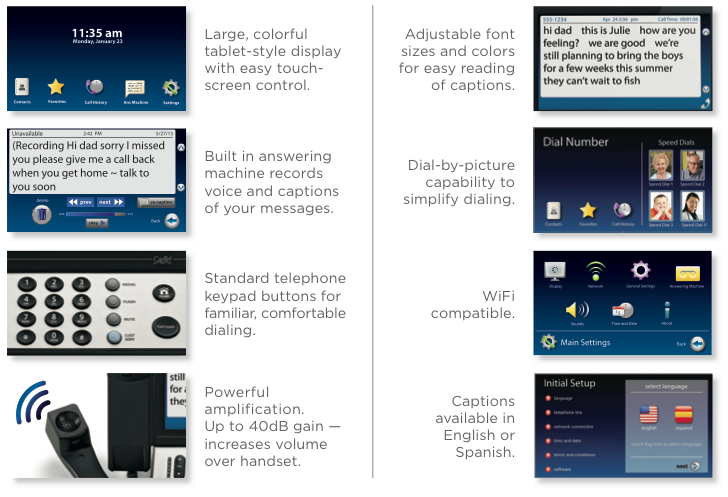 11:35 am
Monday, January 23
Contacts
Favorites
Call History
Ans Machine
Settings
Large, colorful
tablet-style display
with easy touch-
screen control.
Unavailable 2:42 PM 5/27/13
(Recording Hi dad sorry I missed
you please give me a call back
when you get home ~ talk to
you soon
delete
prev
next
re-caption
play
Back
Built in answering
machine records
voice and captions
of your messages.
1 2 3
4 5 6
7 8 9
* 0 #
FLASH
MUTE
Standard telephone
keypad buttons for
familiar, comfortable
dialing.
still
for a
they
Powerful
amplification.
Up to 40dB gain —
increases volume
over handset.
Adjustable font
sizes and colors
for easy reading
of captions.
555-1234 Apr 24 2:06 pm Call Time: 00:01:06
hi dad this is Julie how are you
feeling? we are good we're
still planning to bring the boys
for a few weeks this summer
they can't wait to fish
Dial-by-picture
capability to
simplify dialing.
Dial Number
Speed Dials
Speed Dial 1
Speed Dial 2
Speed Dial 3
Speed Dial 4
Contacts
Favorites
Call History
WiFi
compatible.
Display
Network
General Settings
Answering Machine
Sounds
Time and Date
About
Main Settings
Back
Captions
available in
English or
Spanish.
Initial Setup
language
telephone line
network connection
time and date
terms and conditions
software
select language
english
español
touch flag icon to select language
next